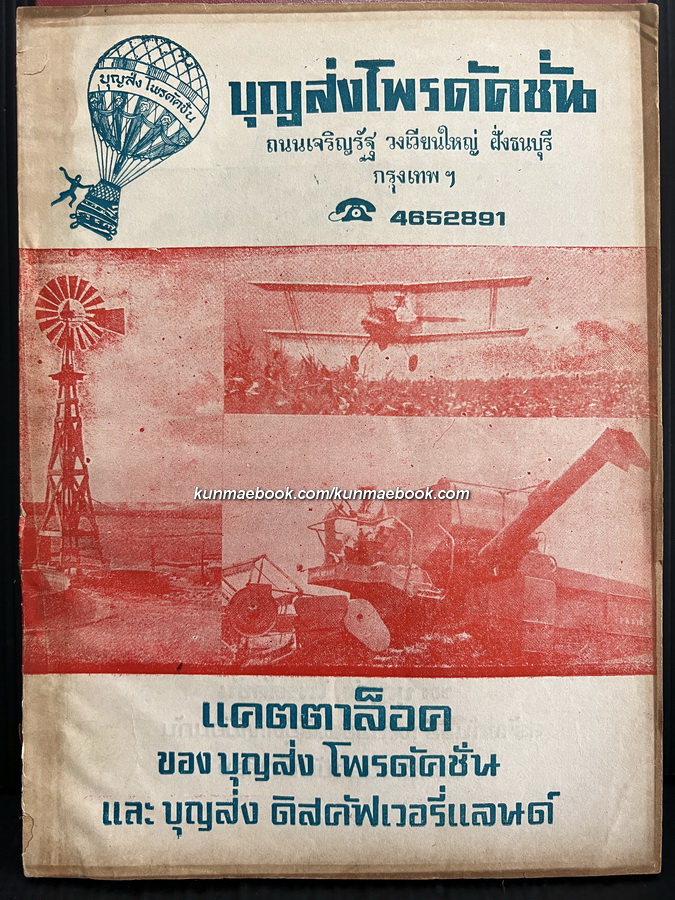 บุญส่ง โพรดัคชั่น
บุญส่งโพรดัคชั่น
ถนนเจริญรัฐ วงเวียนใหญ่ ฝั่งธนบุรี
กรุงเทพ ฯ
4652891
kunmaebook.com/kunmaebook.com
แคตตาล็อค
ของ บุญส่ง โพรดัคชั่น
และ บุญส่ง ดิสคัฟเวอรี่แลนด์